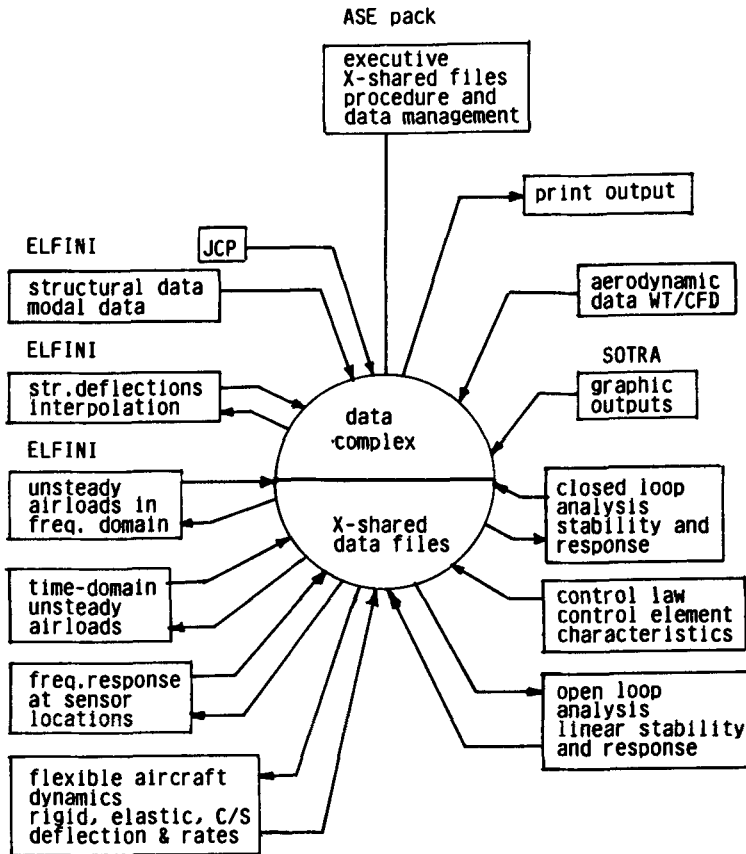 ASE pack
executive
X-shared files
procedure and
data management
print output
JCP
ELFINI
structural data
modal data
aerodynamic
data WT/CFD
ELFINI
str.deflections
interpolation
SOTRA
graphic
outputs
data
complex
ELFINI
unsteady
airloads in
freq. domain
X-shared
data files
closed loop
analysis
stability and
response
time-domain
unsteady
airloads
control law
control element
characteristics
freq.response
at sensor
locations
open loop
analysis
linear stability
and response
flexible aircraft
dynamics
rigid, elastic, C/S
deflection & rates